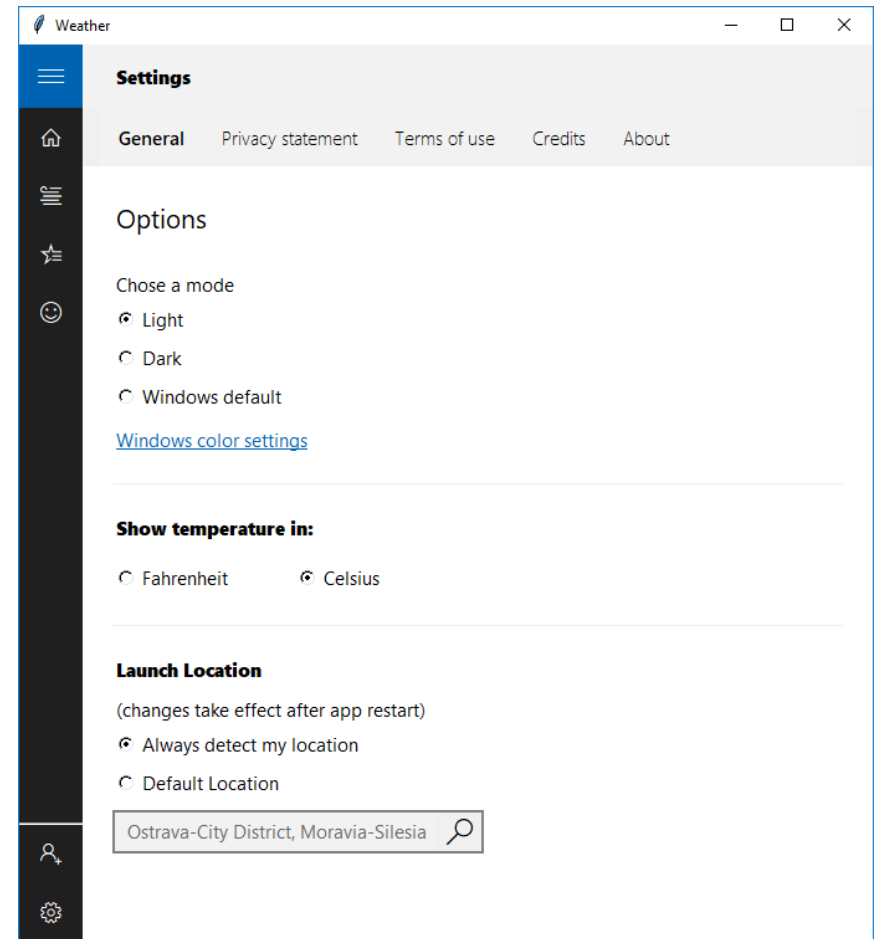 Weather
Settings
General Privacy statement Terms of use Credits About
Options
Chose a mode
Light
Dark
Windows default
Windows color settings
Show temperature in:
Fahrenheit Celsius
Launch Location
(changes take effect after app restart)
Always detect my location
Default Location
Ostrava-City District, Moravia-Silesia